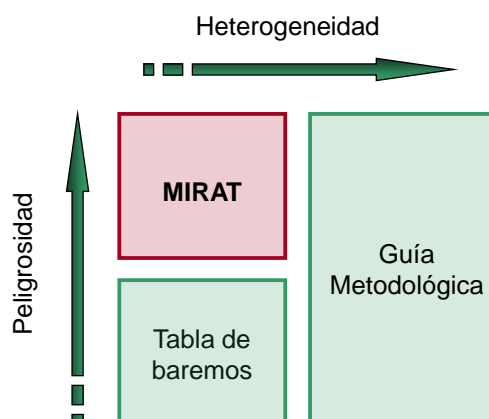 Heterogeneidad
Peligrosidad
MIRAT
Guía
Metodológica
Tabla de
baremos